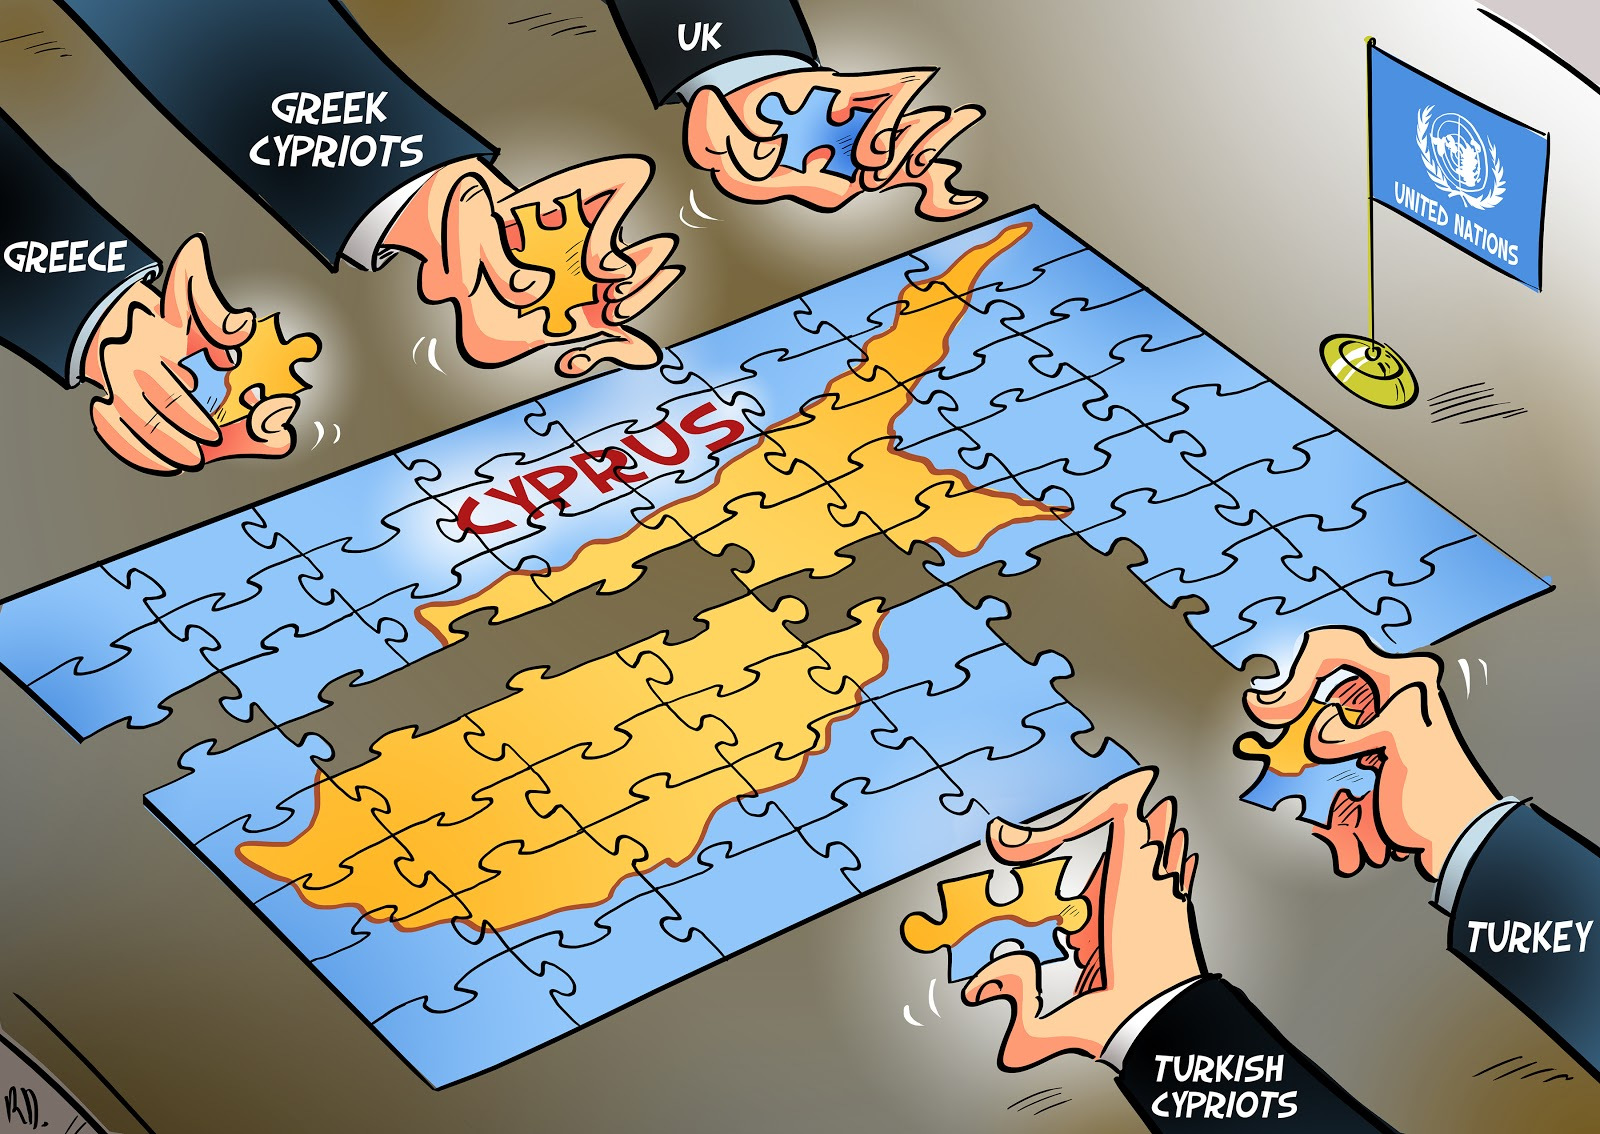 UK
GREEK
CYPRIOTS
GREECE
UNITED NATIONS
CYPRUS
TURKEY
TURKISH
CYPRIOTS